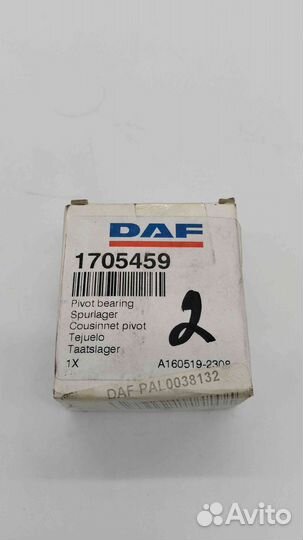 DAF
1705459
Pivot bearing
Spurlager
Cousinnet pivot
Tejuelo
Taatslager
2
1X A160519-2308
DAF PAL0038132
Avito